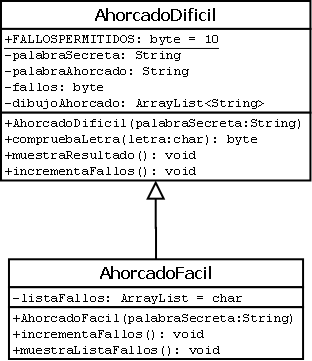 AhorcadoDificil
+FALLOSPERMITIDOS: byte = 10
-palabraSecreta: String
-palabraAhorcado: String
-fallos: byte
-dibujoAhorcado: ArrayList<String>
+AhorcadoDificil(palabraSecreta:String)
+compruebaLetra(letra:char): byte
+muestraResultado(): void
+incrementaFallos(): void
AhorcadoFacil
-listaFallos: ArrayList = char
+AhorcadoFacil(palabraSecreta:String)
+incrementaFallos(): void
+muestraListaFallos(): void